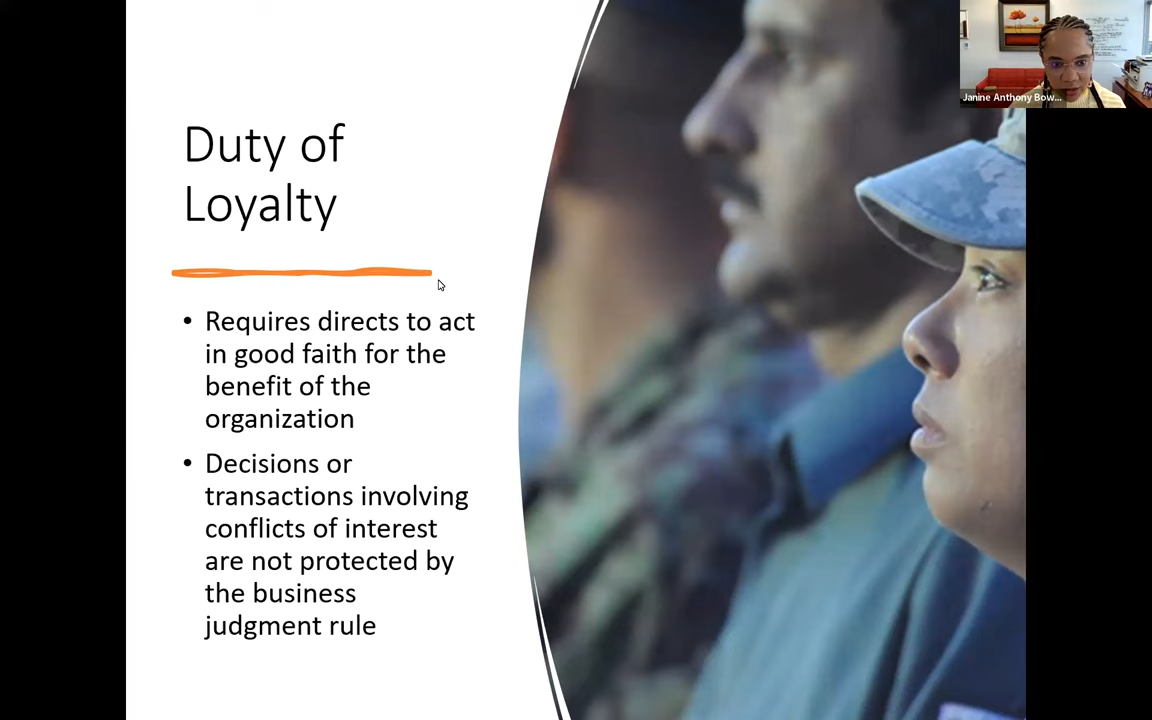 Duty of
Loyalty
• Requires directs to act
in good faith for the
benefit of the
organization
• Decisions or
transactions involving
conflicts of interest
are not protected by
the business
judgment rule
Janine Anthony Bow...